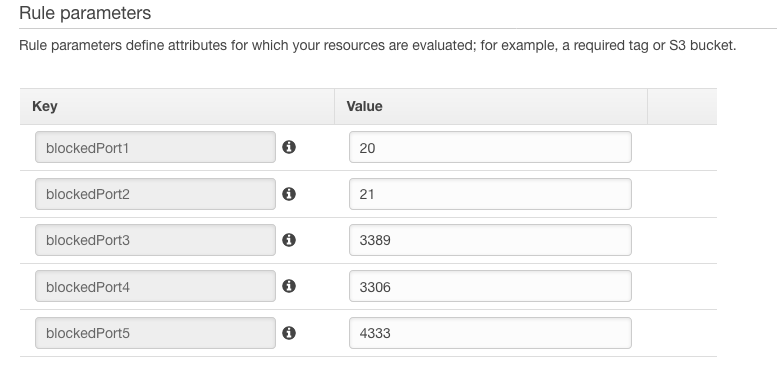 Rule parameters
Rule parameters define attributes for which your resources are evaluated; for example, a required tag or S3 bucket.
Key Value
blockedPort1 20
blockedPort2 21
blockedPort3 3389
blockedPort4 3306
blockedPort5 4333